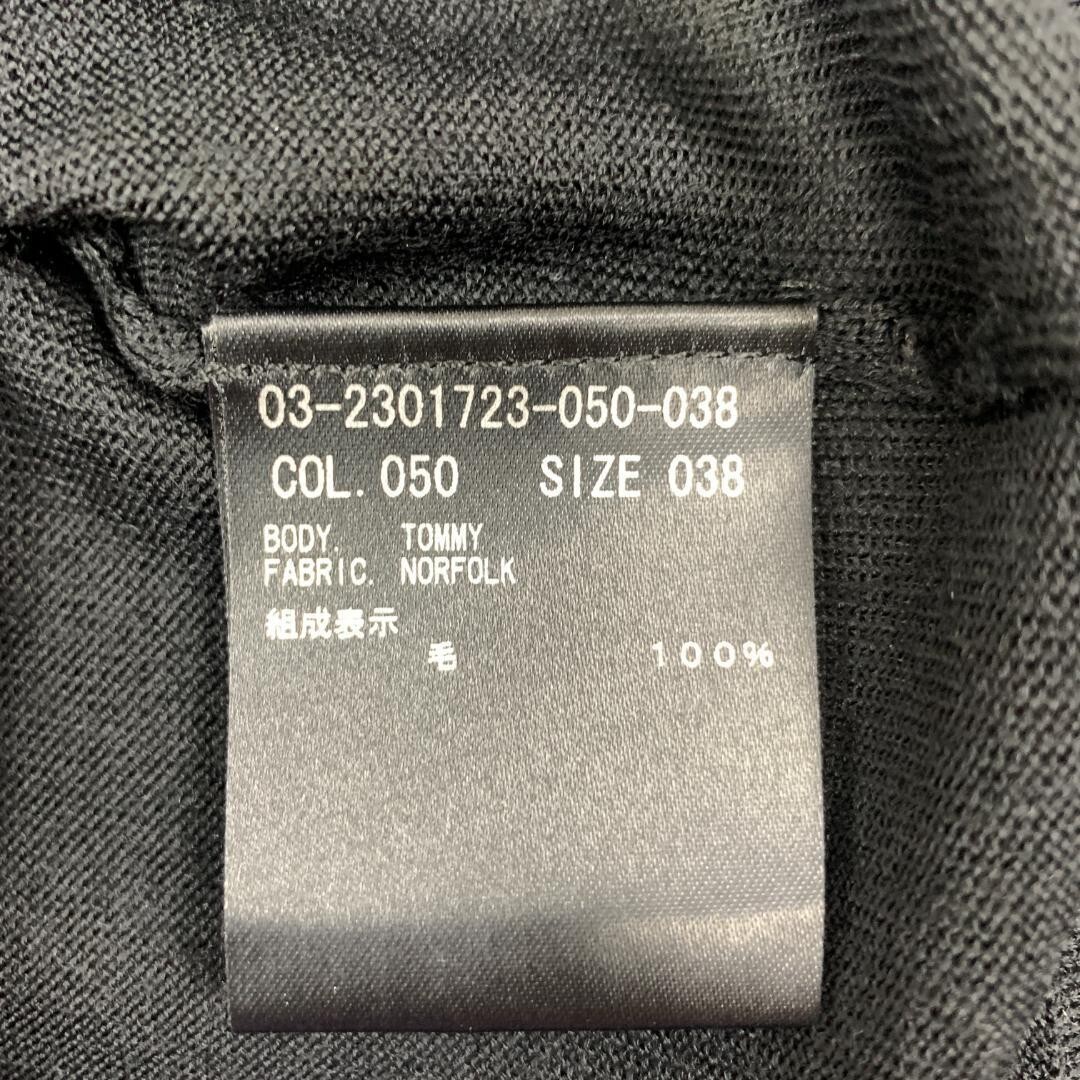 03-2301723-050-038
COL. 050 SIZE 038
BODY. TOMMY
FABRIC. NORFOLK
組成表示
毛 100%